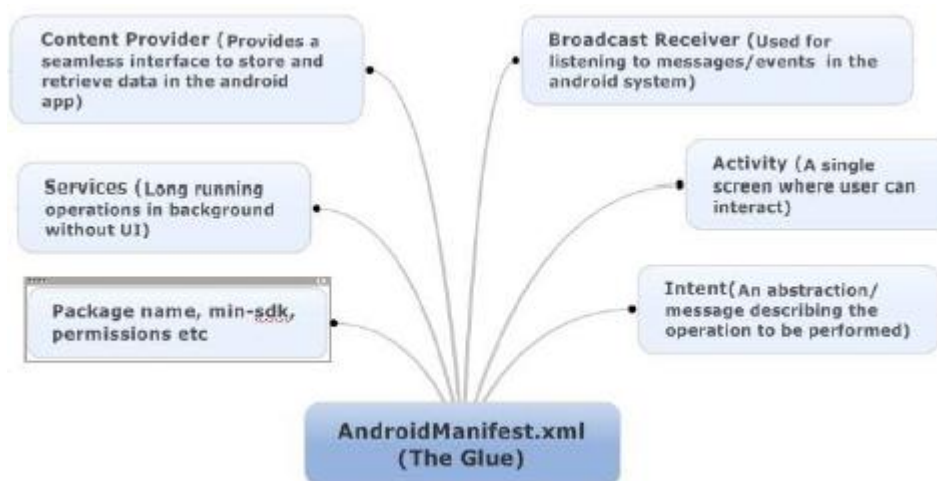 Content Provider (Provides a
seamless interface to store and
retrieve data in the android
app)
Broadcast Receiver (Used for
listening to messages/events in the
android system)
Services (Long running
operations in background
without UI)
Activity (A single
screen where user can
interact)
Package name, min-sdk,
permissions etc
Intent(An abstraction/
message describing the
operation to be performed)
AndroidManifest.xml
(The Glue)